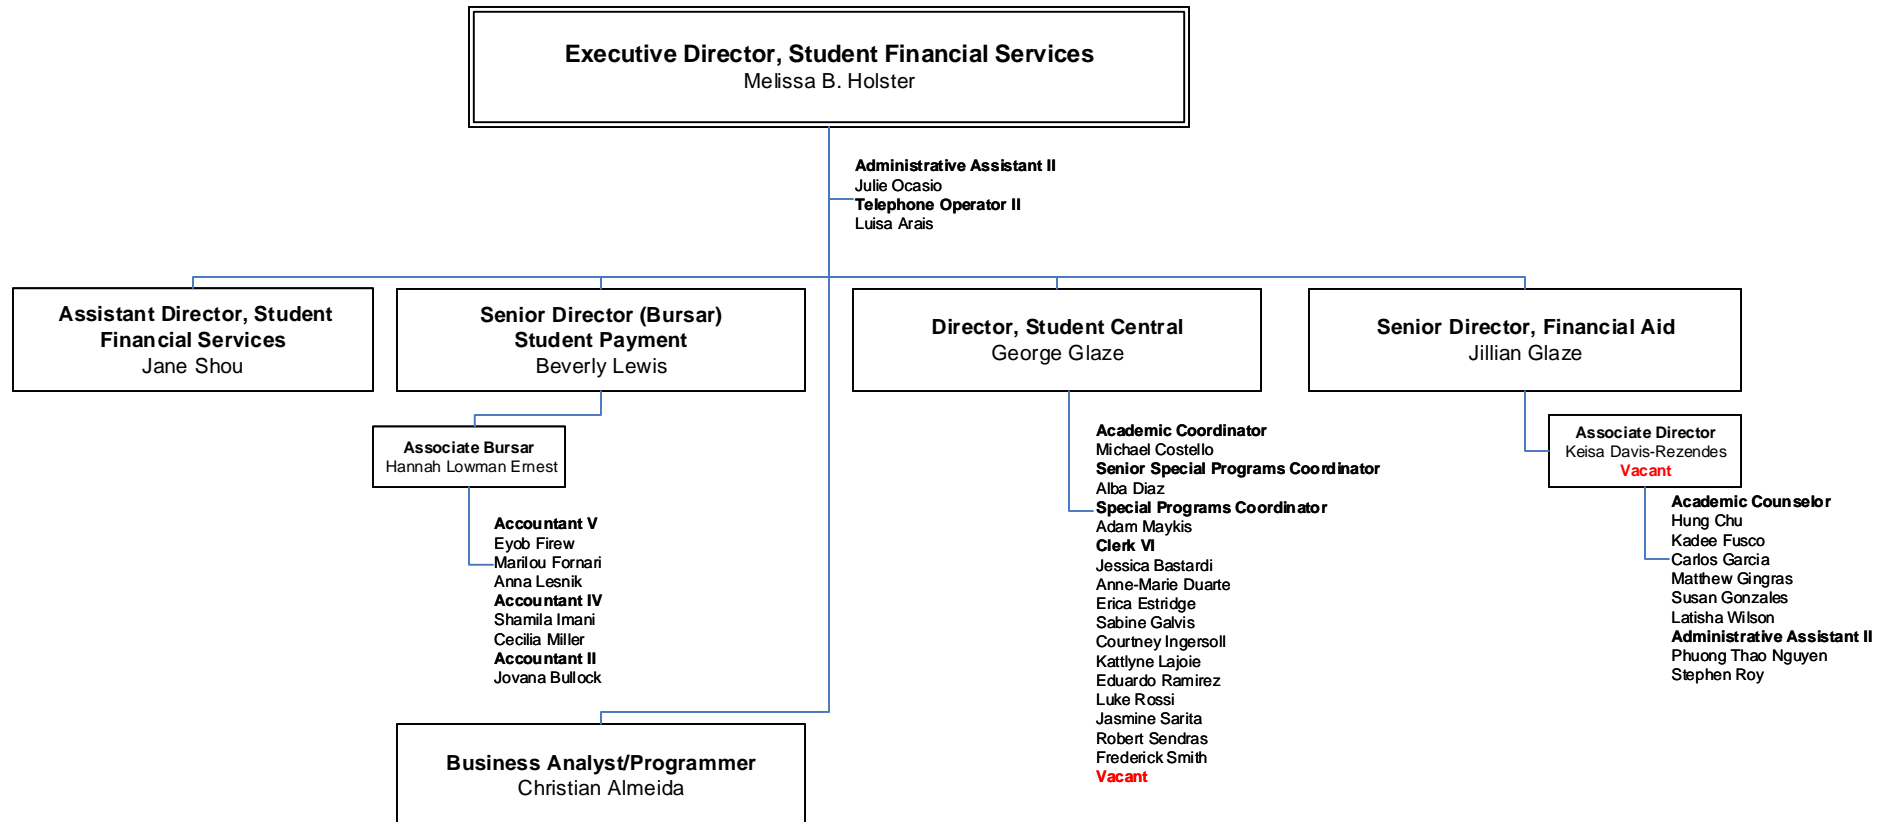 Executive Director, Student Financial Services
Melissa B. Holster
Administrative Assistant II
Julie Ocasio
Telephone Operator II
Luisa Arais
Assistant Director, Student
Financial Services
Jane Shou
Senior Director (Bursar)
Student Payment
Beverly Lewis
Director, Student Central
George Glaze
Senior Director, Financial Aid
Jillian Glaze
Associate Bursar
Hannah Lowman Ernest
Accountant V
Eyob Firew
Marilou Fornari
Anna Lesnik
Accountant IV
Shamila Imani
Cecilia Miller
Accountant II
Jovana Bullock
Academic Coordinator
Michael Costello
Senior Special Programs Coordinator
Alba Diaz
Special Programs Coordinator
Adam Maykis
Clerk VI
Jessica Bastardi
Anne-Marie Duarte
Erica Estridge
Sabine Galvis
Courtney Ingersoll
Kattlyne Lajoie
Eduardo Ramirez
Luke Rossi
Jasmine Sarita
Robert Sendras
Frederick Smith
Vacant
Associate Director
Keisa Davis-Rezendes
Vacant
Academic Counselor
Hung Chu
Kadee Fusco
Carlos Garcia
Matthew Gingras
Susan Gonzales
Latisha Wilson
Administrative Assistant II
Phuong Thao Nguyen
Stephen Roy
Business Analyst/Programmer
Christian Almeida